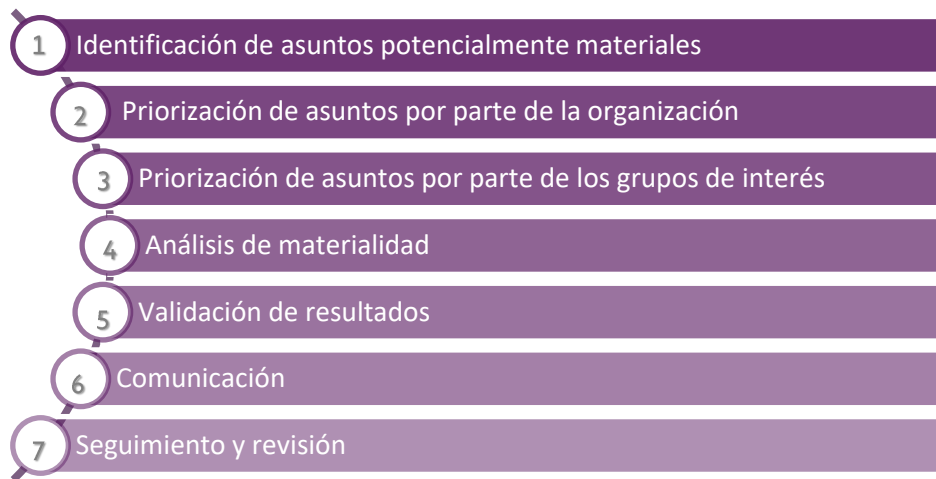 1 Identificación de asuntos potencialmente materiales
2 Priorización de asuntos por parte de la organización
3 Priorización de asuntos por parte de los grupos de interés
4 Análisis de materialidad
5 Validación de resultados
6 Comunicación
7 Seguimiento y revisión